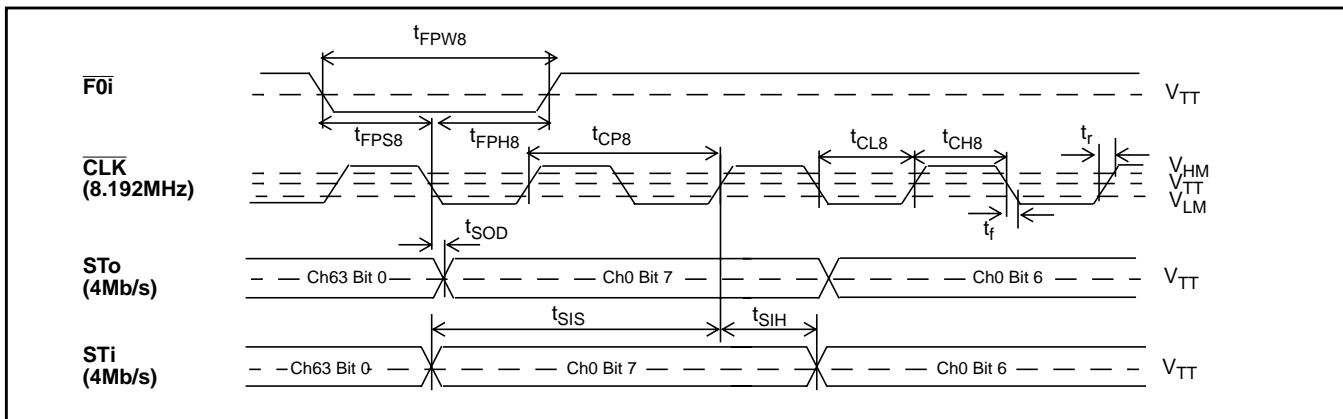 tFPW8
F0i
VTT
tFPS8
tFPH8
tCP8
tCL8
tCH8
tr
CLK
(8.192MHz)
VHM
VTT
VLM
tSOD
tf
STo
(4Mb/s)
Ch63 Bit 0
Ch0 Bit 7
Ch0 Bit 6
VTT
tSIS
tSIH
STi
(4Mb/s)
Ch63 Bit 0
Ch0 Bit 7
Ch0 Bit 6
VTT